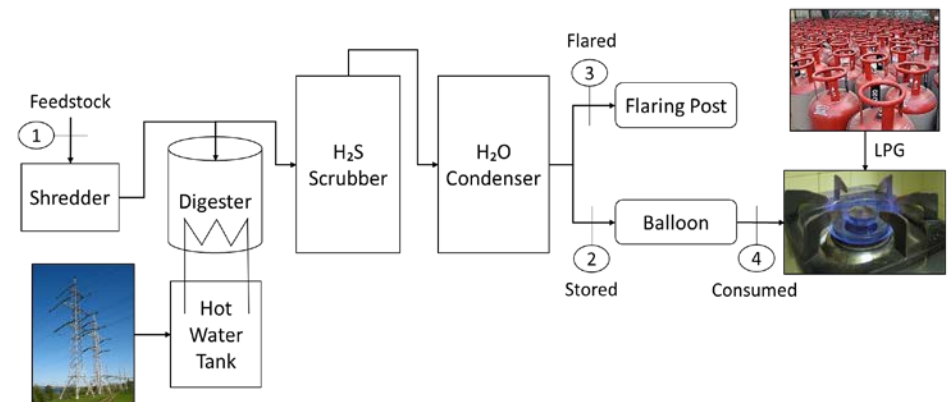 Feedstock
1
Shredder
Digester
Hot
Water
Tank
H₂S
Scrubber
H₂O
Condenser
Flared
3
Flaring Post
2
Stored
Balloon
4
Consumed
LPG